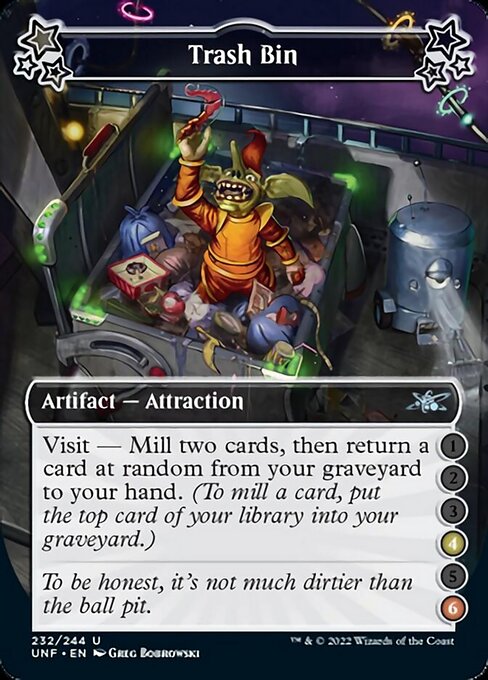 Trash Bin
Artifact — Attraction
Visit — Mill two cards, then return a
card at random from your graveyard
to your hand. (To mill a card, put
the top card of your library into your
graveyard.)
To be honest, it's not much dirtier than
the ball pit.
1
2
3
4
5
6
232/244 U
UNF • EN Greg Bobrowski
™ & © 2022 Wizards of the Coast